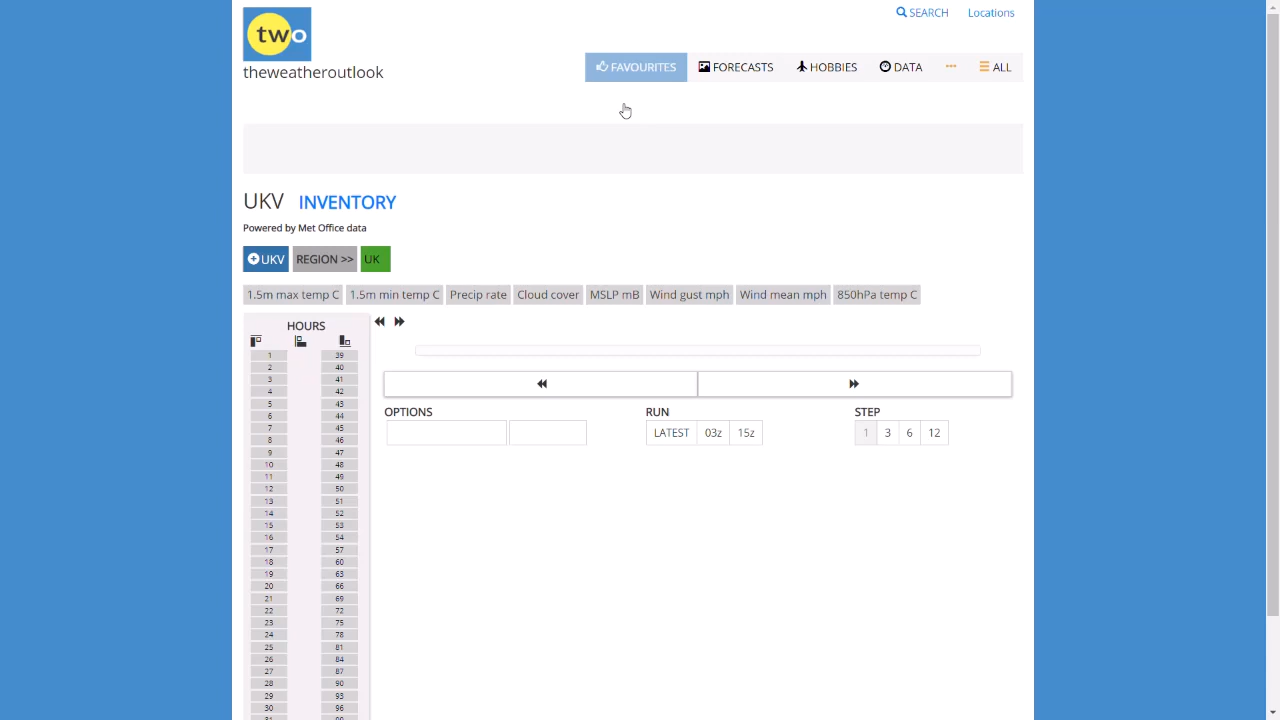 two
theweatheroutlook
SEARCH Locations
FAVOURITES FORECASTS HOBBIES DATA ALL
UKV INVENTORY
Powered by Met Office data
UKV REGION >> UK
1.5m max temp C 1.5m min temp C Precip rate Cloud cover MSLP mB Wind gust mph Wind mean mph 850hPa temp C
HOURS
1 39
2 40
3 41
4 42
5 43
6 44
7 45
8 46
9 47
10 48
11 49
12 50
13 51
14 52
15 53
16 54
17 57
18 60
19 63
20 66
21 69
22 72
23 75
24 78
25 81
26 84
27 87
28 90
29 93
30 96
OPTIONS RUN STEP
LATEST 03z 15z 1 3 6 12